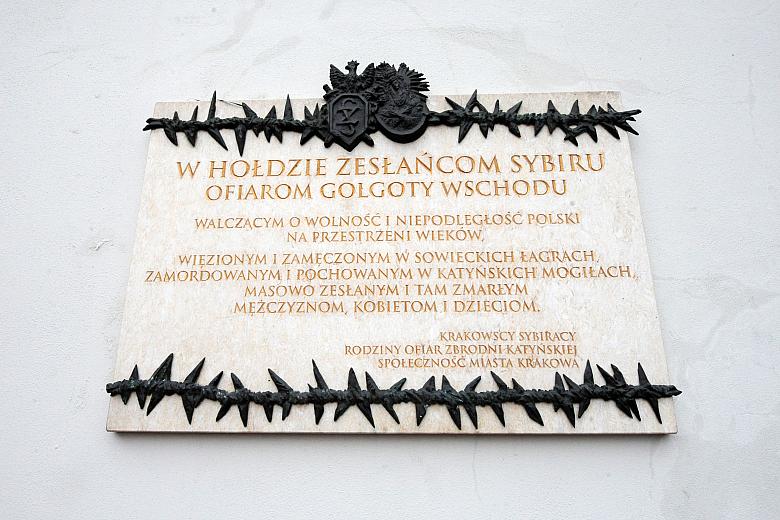 W HOŁDZIE ZESŁAŃCOM SYBIRU
OFIAROM GOLGOTY WSCHODU
WALCZĄCYM O WOLNOŚĆ I NIEPODLEGŁOŚĆ POLSKI
NA PRZESTRZENI WIEKÓW,
WIĘZIONYM I ZAMĘCZONYM W SOWIECKICH ŁAGRACH,
ZAMORDOWANYM I POCHOWANYM W KATYŃSKICH MOGIŁACH,
MASOWO ZESŁANYM I TAM ZMARŁYM
MĘŻCZYZNOM, KOBIETOM I DZIECIOM.
KRAKOWSCY SYBIRACY
RODZINY OFIAR ZBRODNI KATYŃSKIEJ
SPOŁECZNOŚĆ MIASTA KRAKOWA